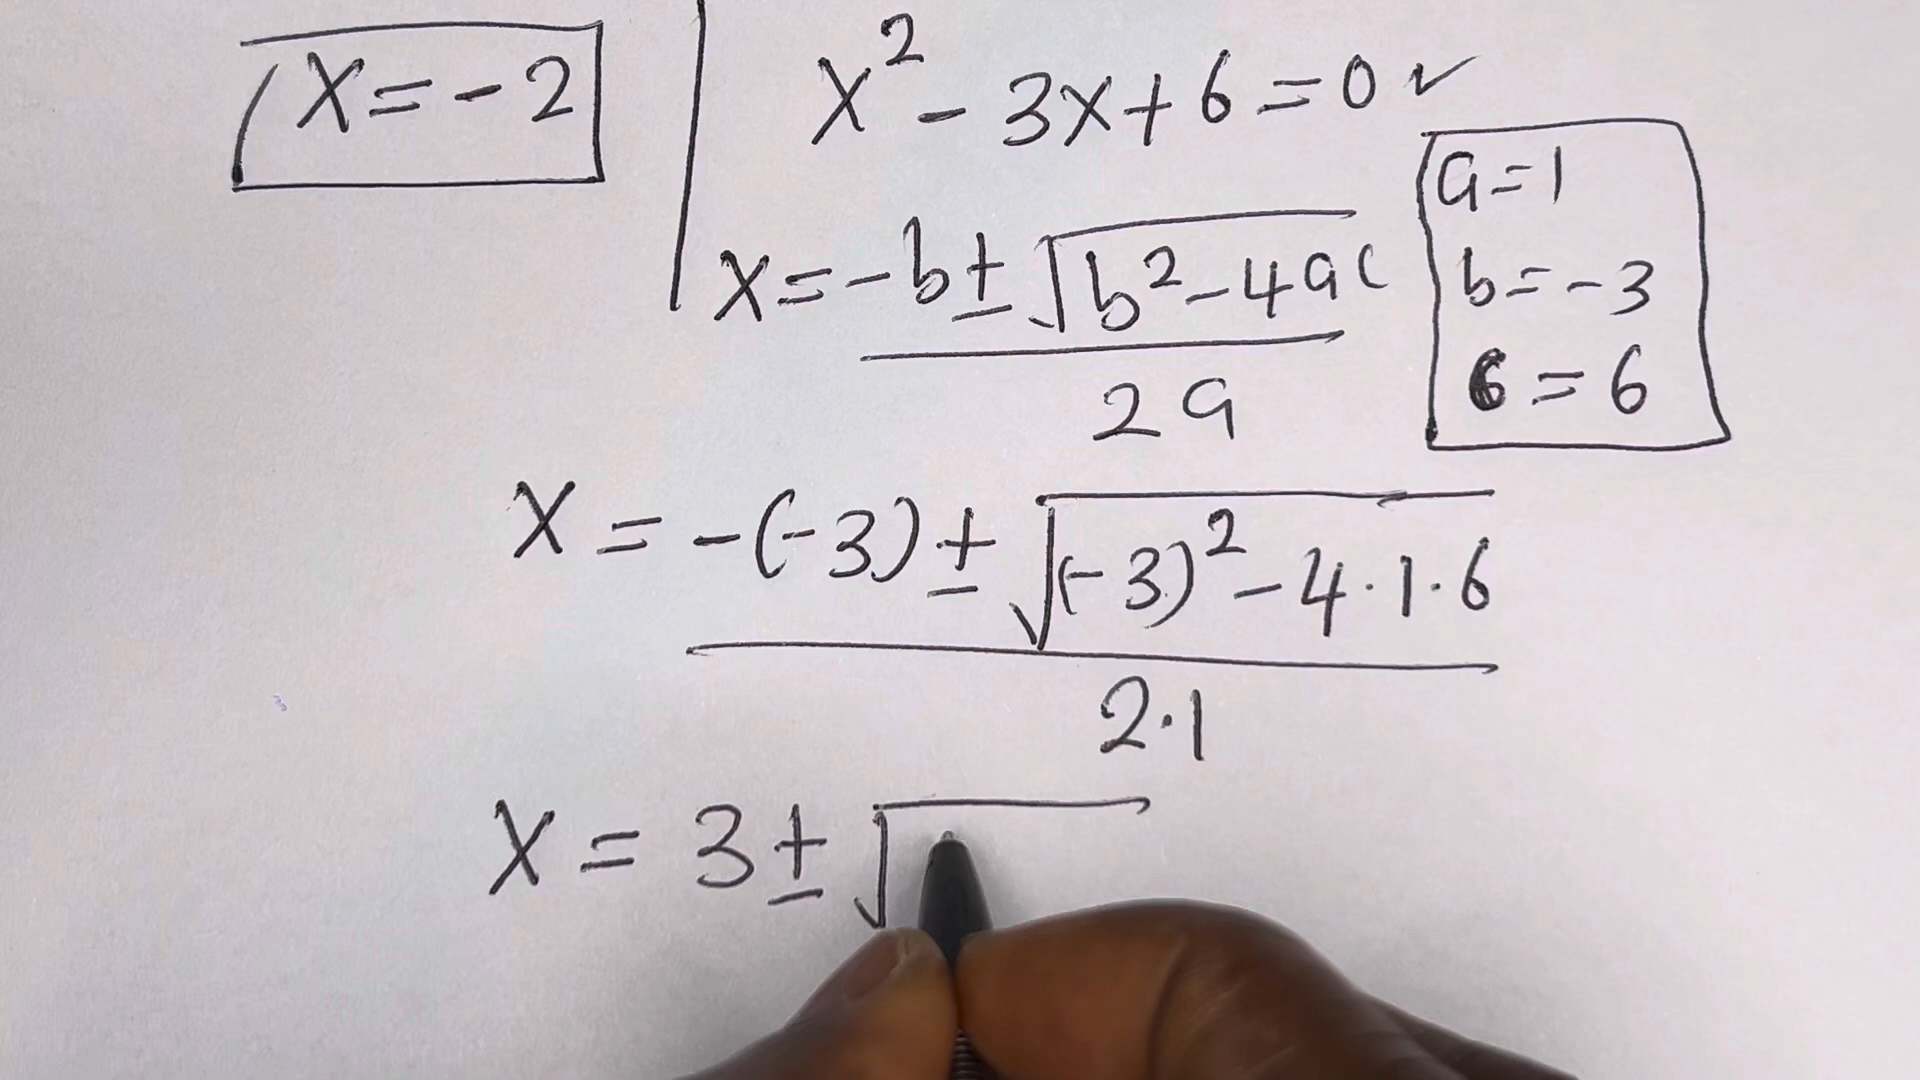 x = -2
x² - 3x + 6 = 0 ✓
a = 1
b = -3
c = 6
x = -b ± √(b² - 4ac) / 2a
x = -(-3) ± √((-3)² - 4·1·6) / 2·1
x = 3 ± √